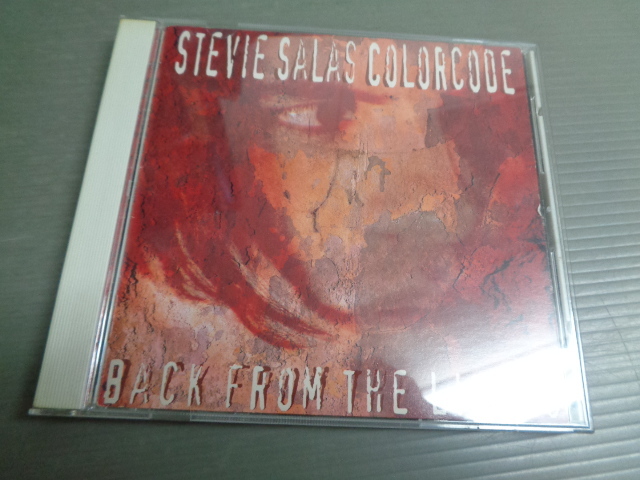 STEVIE SALAS COLORCODE
BACK FROM THE